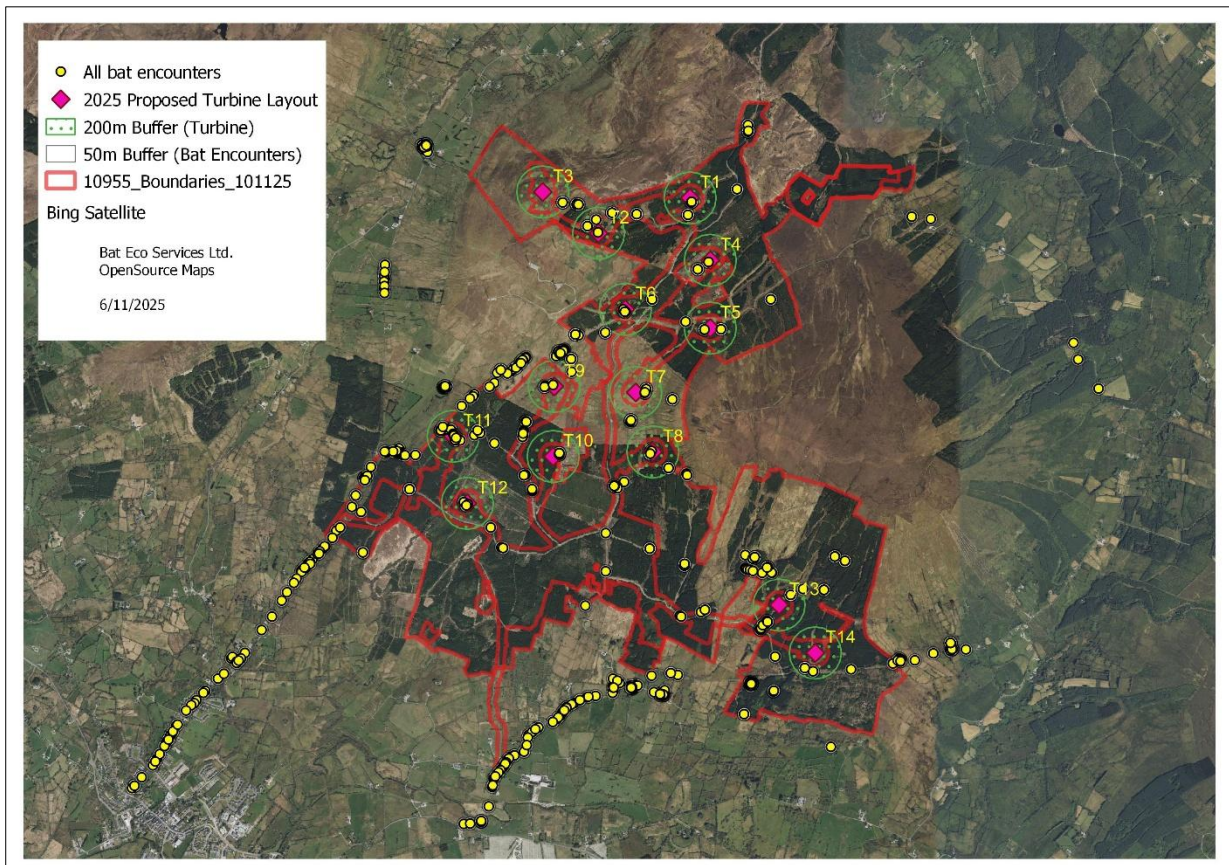 All bat encounters
2025 Proposed Turbine Layout
200m Buffer (Turbine)
50m Buffer (Bat Encounters)
10955_Boundaries_101125
Bing Satellite
Bat Eco Services Ltd.
OpenSource Maps
6/11/2025
T3
T1
T2
T4
T6
T5
T9
T7
T11
T10
T8
T12
T13
T14